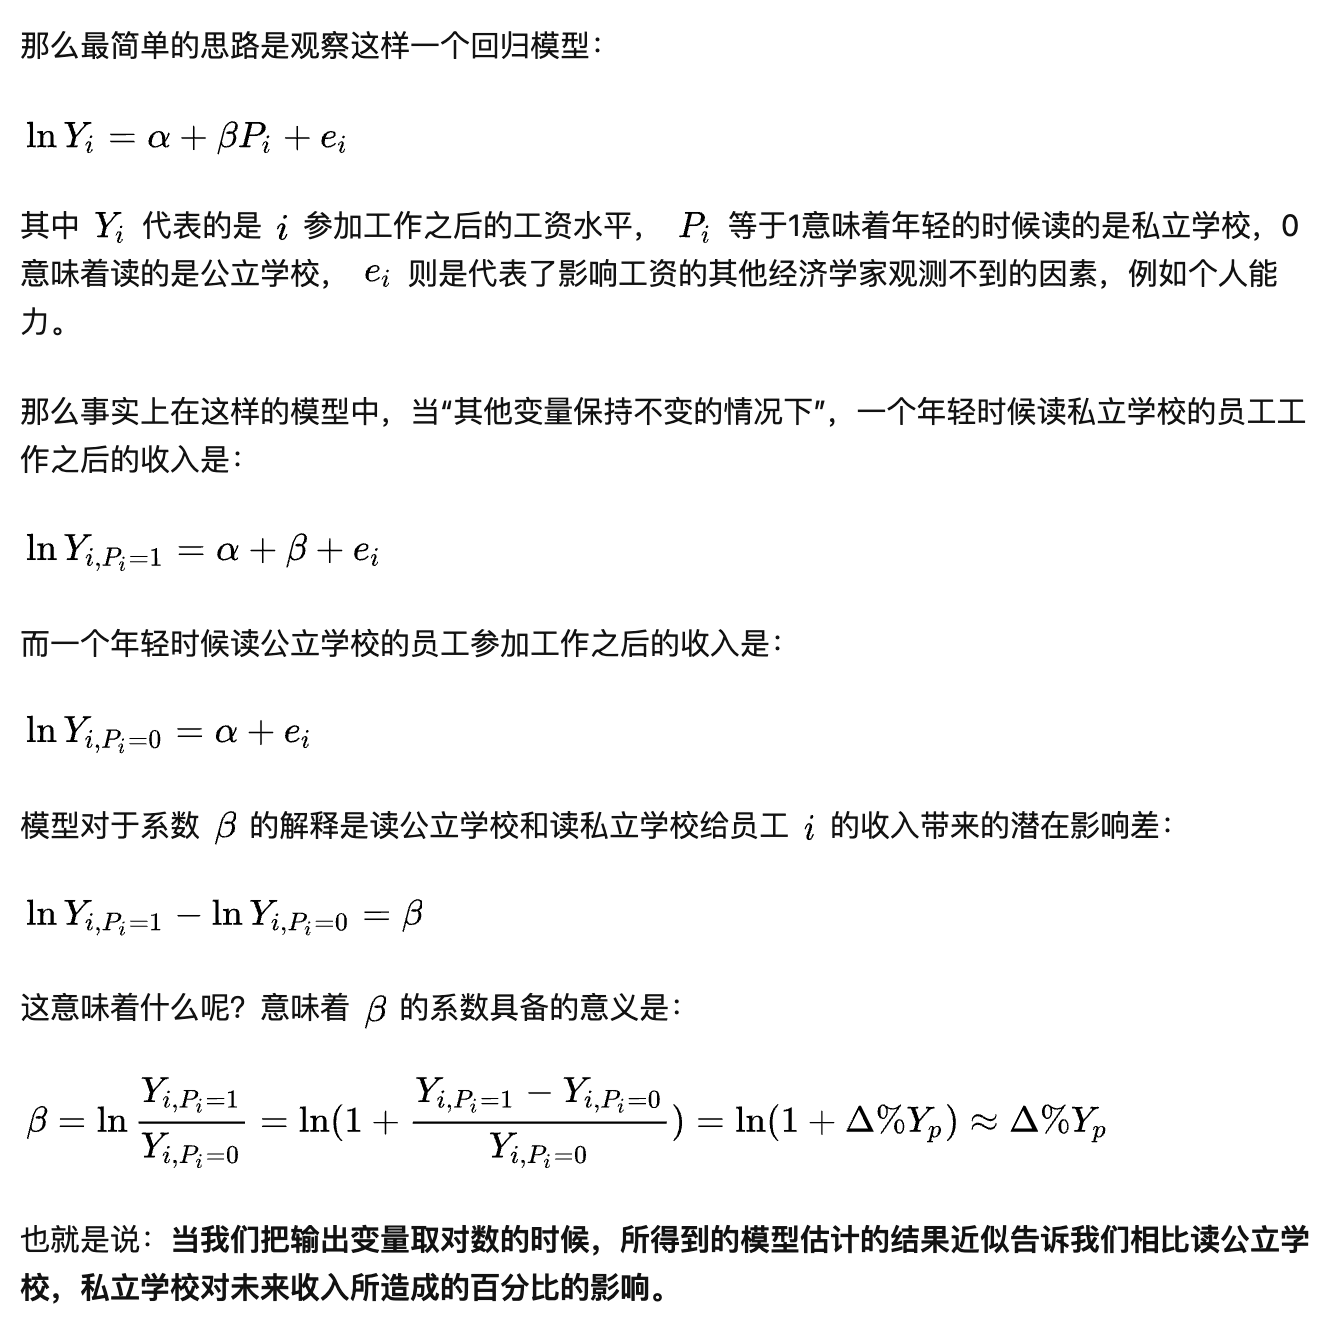 那么最简单的思路是观察这样一个回归模型：
ln Y_i = α + βP_i + e_i
其中 Y_i 代表的是 i 参加工作之后的工资水平， P_i 等于1意味着年轻的时候读的是私立学校，0
意味着读的是公立学校， e_i 则是代表了影响工资的其他经济学家观测不到的因素，例如个人能
力。
那么事实上在这样的模型中，当“其他变量保持不变的情况下”，一个年轻时候读私立学校的员工工
作之后的收入是：
ln Y_{i,P_i=1} = α + β + e_i
而一个年轻时候读公立学校的员工参加工作之后的收入是：
ln Y_{i,P_i=0} = α + e_i
模型对于系数 β 的解释是读公立学校和读私立学校给员工 i 的收入带来的潜在影响差：
ln Y_{i,P_i=1} − ln Y_{i,P_i=0} = β
这意味着什么呢？意味着 β 的系数具备的意义是：
β = ln \frac{Y_{i,P_i=1}}{Y_{i,P_i=0}} = ln(1 + \frac{Y_{i,P_i=1} − Y_{i,P_i=0}}{Y_{i,P_i=0}}) = ln(1 + Δ%Y_p) ≈ Δ%Y_p
也就是说：当我们把输出变量取对数的时候，所得到的模型估计的结果近似告诉我们相比读公立学
校，私立学校对未来收入所造成的百分比的影响。